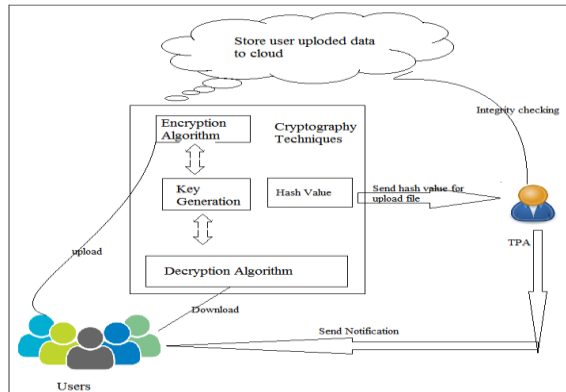 Store user uploded data
to cloud
Integrity checking
Encryption
Algorithm
Cryptography
Techniques
Key
Generation
Hash Value
Send hash value for
upload file
TPA
upload
Decryption Algorithm
Download
Send Notification
Users